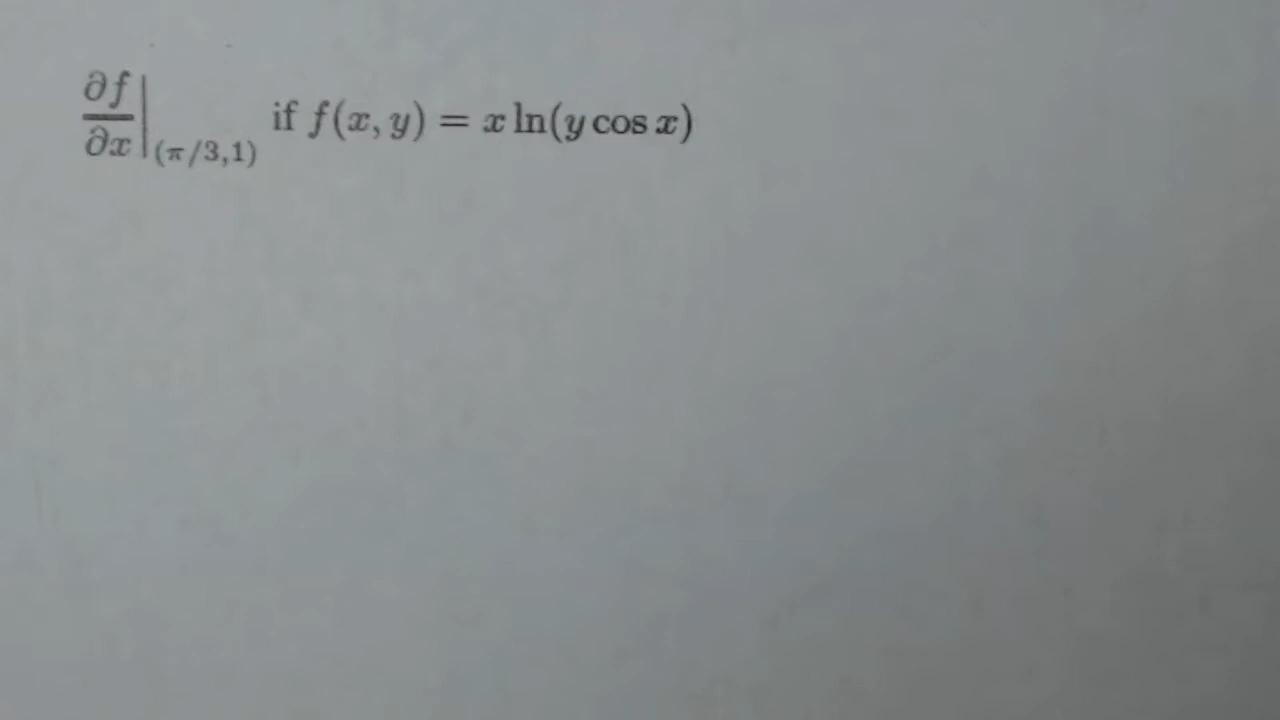 ∂f/∂x|(π/3,1) if f(x, y) = x ln(y cos x)